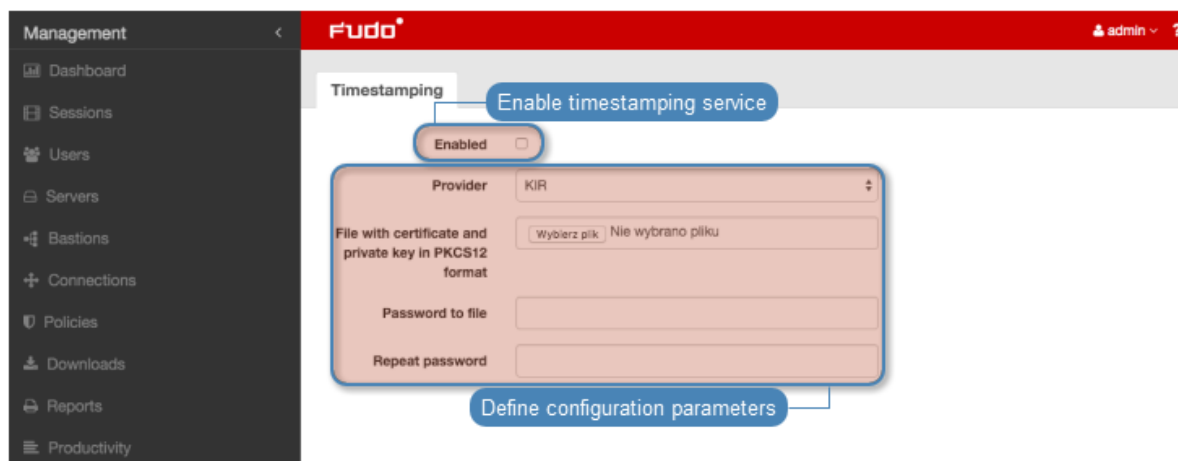 Management
Fudo
admin
?
Dashboard
Sessions
Users
Servers
Bastions
Connections
Policies
Downloads
Reports
Productivity
Timestamping
Enable timestamping service
Enabled
Provider
KIR
File with certificate and
private key in PKCS12
format
Wybierz plik Nie wybrano pliku
Password to file
Repeat password
Define configuration parameters